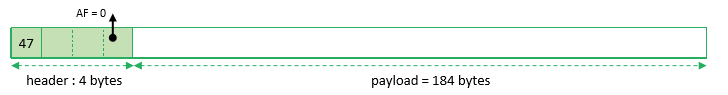 AF = 0
47
header : 4 bytes
payload = 184 bytes